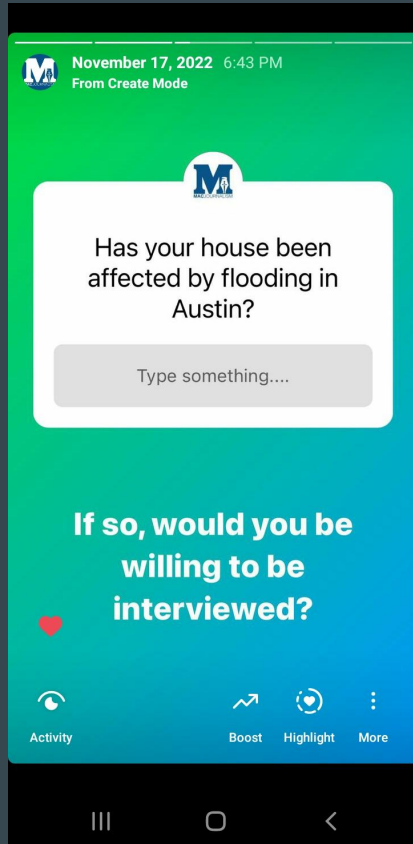 November 17, 2022 6:43 PM
From Create Mode
M
MACJOURNALISM
Has your house been
affected by flooding in
Austin?
Type something....
If so, would you be
willing to be
interviewed?
Activity
Boost
Highlight
More